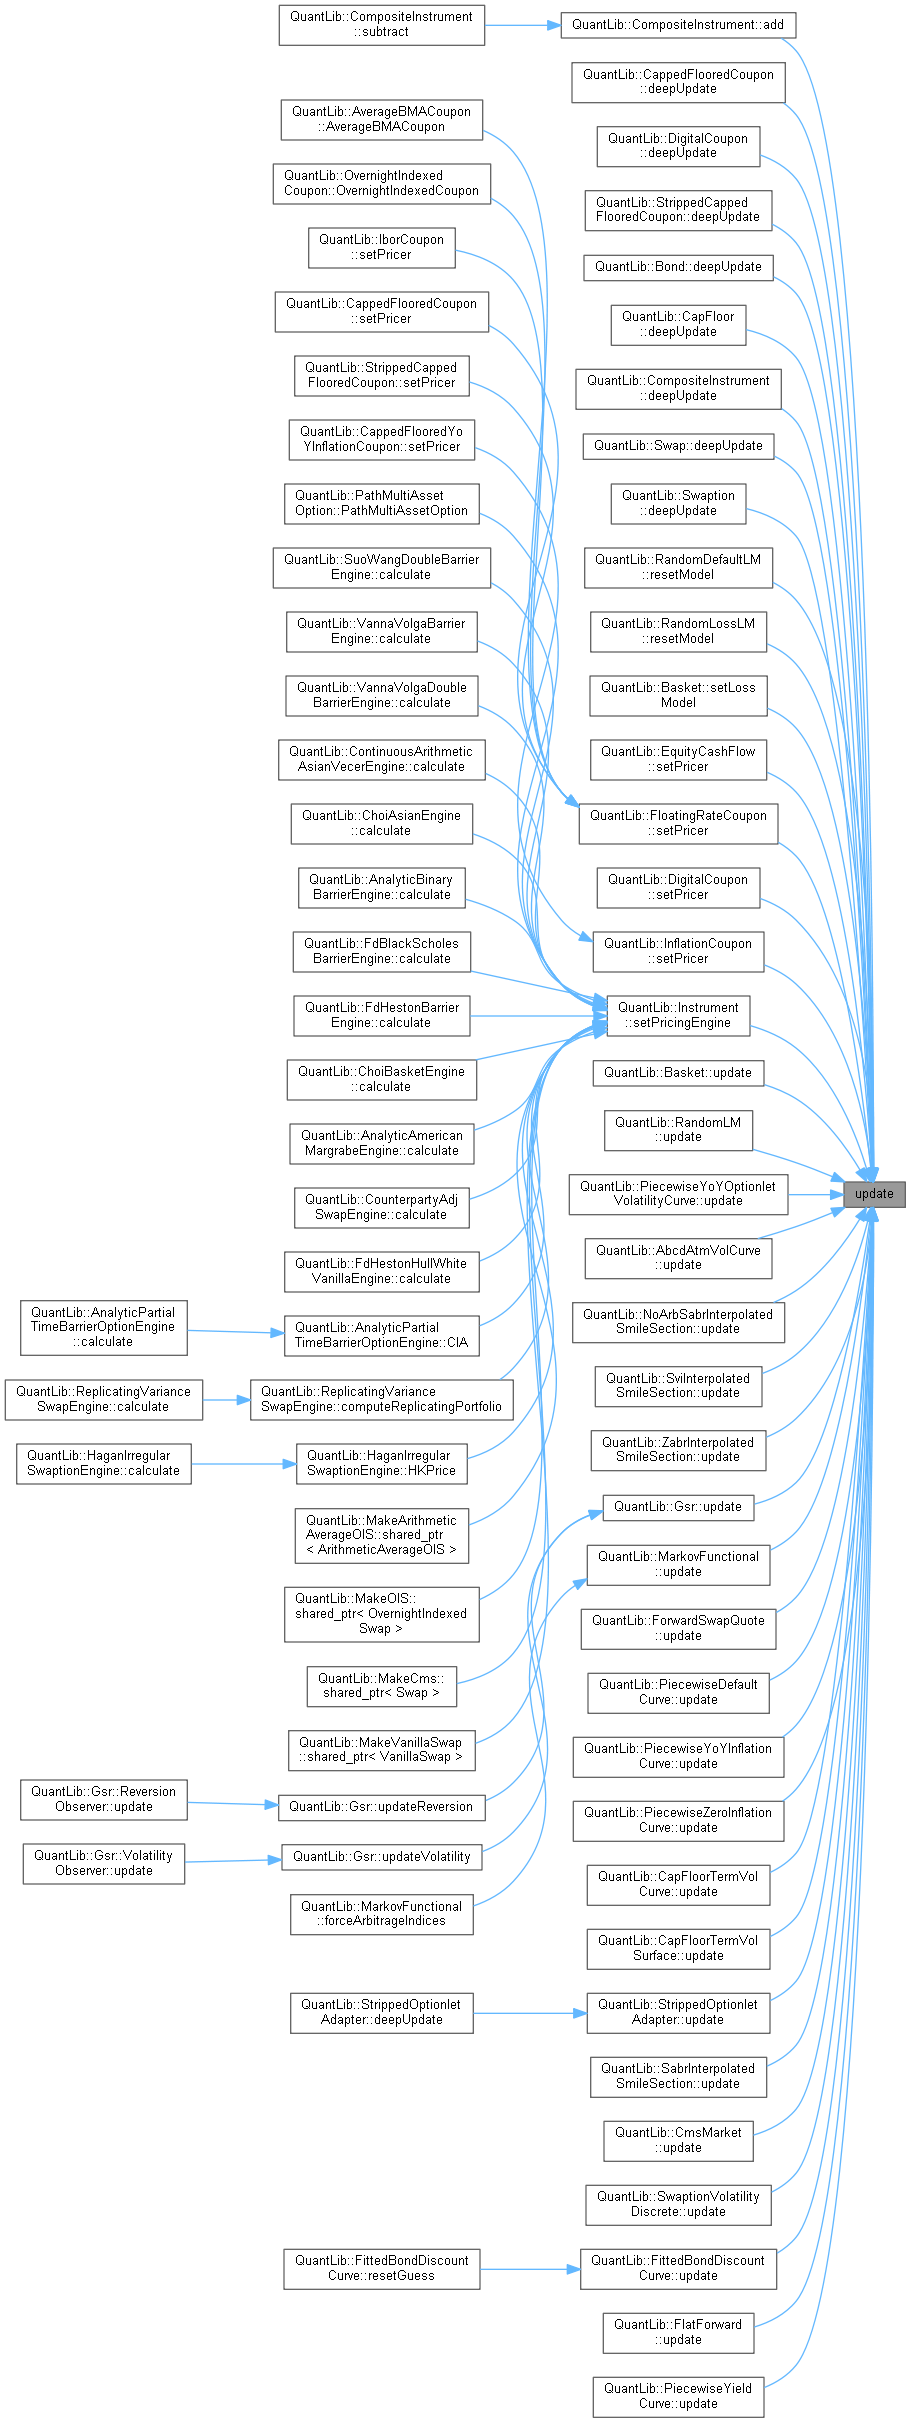 QuantLib::CompositeInstrument
::subtract
QuantLib::CompositeInstrument::add
QuantLib::CappedFlooredCoupon
::deepUpdate
QuantLib::AverageBMACoupon
::AverageBMACoupon
QuantLib::DigitalCoupon
::deepUpdate
QuantLib::OvernightIndexed
Coupon::OvernightIndexedCoupon
QuantLib::StrippedCapped
FlooredCoupon::deepUpdate
QuantLib::IborCoupon
::setPricer
QuantLib::Bond::deepUpdate
QuantLib::CappedFlooredCoupon
::setPricer
QuantLib::CapFloor
::deepUpdate
QuantLib::StrippedCapped
FlooredCoupon::setPricer
QuantLib::CompositeInstrument
::deepUpdate
QuantLib::CappedFlooredYo
YInflationCoupon::setPricer
QuantLib::Swap::deepUpdate
QuantLib::PathMultiAsset
Option::PathMultiAssetOption
QuantLib::Swaption
::deepUpdate
QuantLib::SuoWangDoubleBarrier
Engine::calculate
QuantLib::RandomDefaultLM
::resetModel
QuantLib::VannaVolgaBarrier
Engine::calculate
QuantLib::RandomLossLM
::resetModel
QuantLib::VannaVolgaDouble
BarrierEngine::calculate
QuantLib::Basket::setLoss
Model
QuantLib::ContinuousArithmetic
AsianVecerEngine::calculate
QuantLib::EquityCashFlow
::setPricer
QuantLib::ChoiAsianEngine
::calculate
QuantLib::FloatingRateCoupon
::setPricer
QuantLib::AnalyticBinary
BarrierEngine::calculate
QuantLib::DigitalCoupon
::setPricer
QuantLib::FdBlackScholes
BarrierEngine::calculate
QuantLib::InflationCoupon
::setPricer
QuantLib::FdHestonBarrier
Engine::calculate
QuantLib::Instrument
::setPricingEngine
QuantLib::ChoiBasketEngine
::calculate
QuantLib::Basket::update
QuantLib::AnalyticAmerican
MargrabeEngine::calculate
QuantLib::RandomLM
::update
QuantLib::CounterpartyAdj
SwapEngine::calculate
QuantLib::PiecewiseYoYOptionlet
VolatilityCurve::update
update
QuantLib::FdHestonHullWhite
VanillaEngine::calculate
QuantLib::AbcdAtmVolCurve
::update
QuantLib::AnalyticPartial
TimeBarrierOptionEngine
::calculate
QuantLib::AnalyticPartial
TimeBarrierOptionEngine::CIA
QuantLib::NoArbSabrInterpolated
SmileSection::update
QuantLib::ReplicatingVariance
SwapEngine::calculate
QuantLib::ReplicatingVariance
SwapEngine::computeReplicatingPortfolio
QuantLib::SviInterpolated
SmileSection::update
QuantLib::HaganIrregular
SwaptionEngine::calculate
QuantLib::HaganIrregular
SwaptionEngine::HKPrice
QuantLib::ZabrInterpolated
SmileSection::update
QuantLib::MakeArithmetic
AverageOIS::shared_ptr
< ArithmeticAverageOIS >
QuantLib::Gsr::update
QuantLib::MarkovFunctional
::update
QuantLib::MakeOIS::
shared_ptr< OvernightIndexed
Swap >
QuantLib::ForwardSwapQuote
::update
QuantLib::MakeCms::
shared_ptr< Swap >
QuantLib::PiecewiseDefault
Curve::update
QuantLib::MakeVanillaSwap
::shared_ptr< VanillaSwap >
QuantLib::PiecewiseYoYInflation
Curve::update
QuantLib::Gsr::Reversion
Observer::update
QuantLib::Gsr::updateReversion
QuantLib::PiecewiseZeroInflation
Curve::update
QuantLib::Gsr::Volatility
Observer::update
QuantLib::Gsr::updateVolatility
QuantLib::CapFloorTermVol
Curve::update
QuantLib::MarkovFunctional
::forceArbitrageIndices
QuantLib::CapFloorTermVol
Surface::update
QuantLib::StrippedOptionlet
Adapter::deepUpdate
QuantLib::StrippedOptionlet
Adapter::update
QuantLib::SabrInterpolated
SmileSection::update
QuantLib::CmsMarket
::update
QuantLib::SwaptionVolatility
Discrete::update
QuantLib::FittedBondDiscount
Curve::resetGuess
QuantLib::FittedBondDiscount
Curve::update
QuantLib::FlatForward
::update
QuantLib::PiecewiseYield
Curve::update